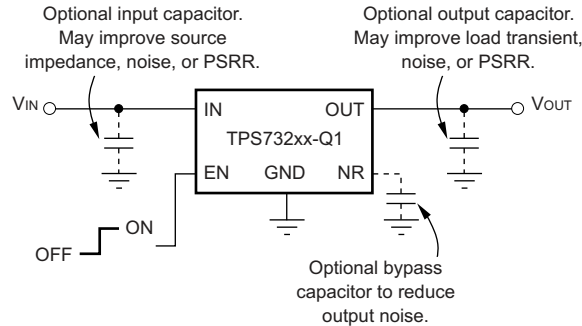 Optional input capacitor.
May improve source
impedance, noise, or PSRR.
Optional output capacitor.
May improve load transient,
noise, or PSRR.
VIN
IN
OUT
VOUT
TPS732xx-Q1
EN
GND
NR
OFF
ON
Optional bypass
capacitor to reduce
output noise.